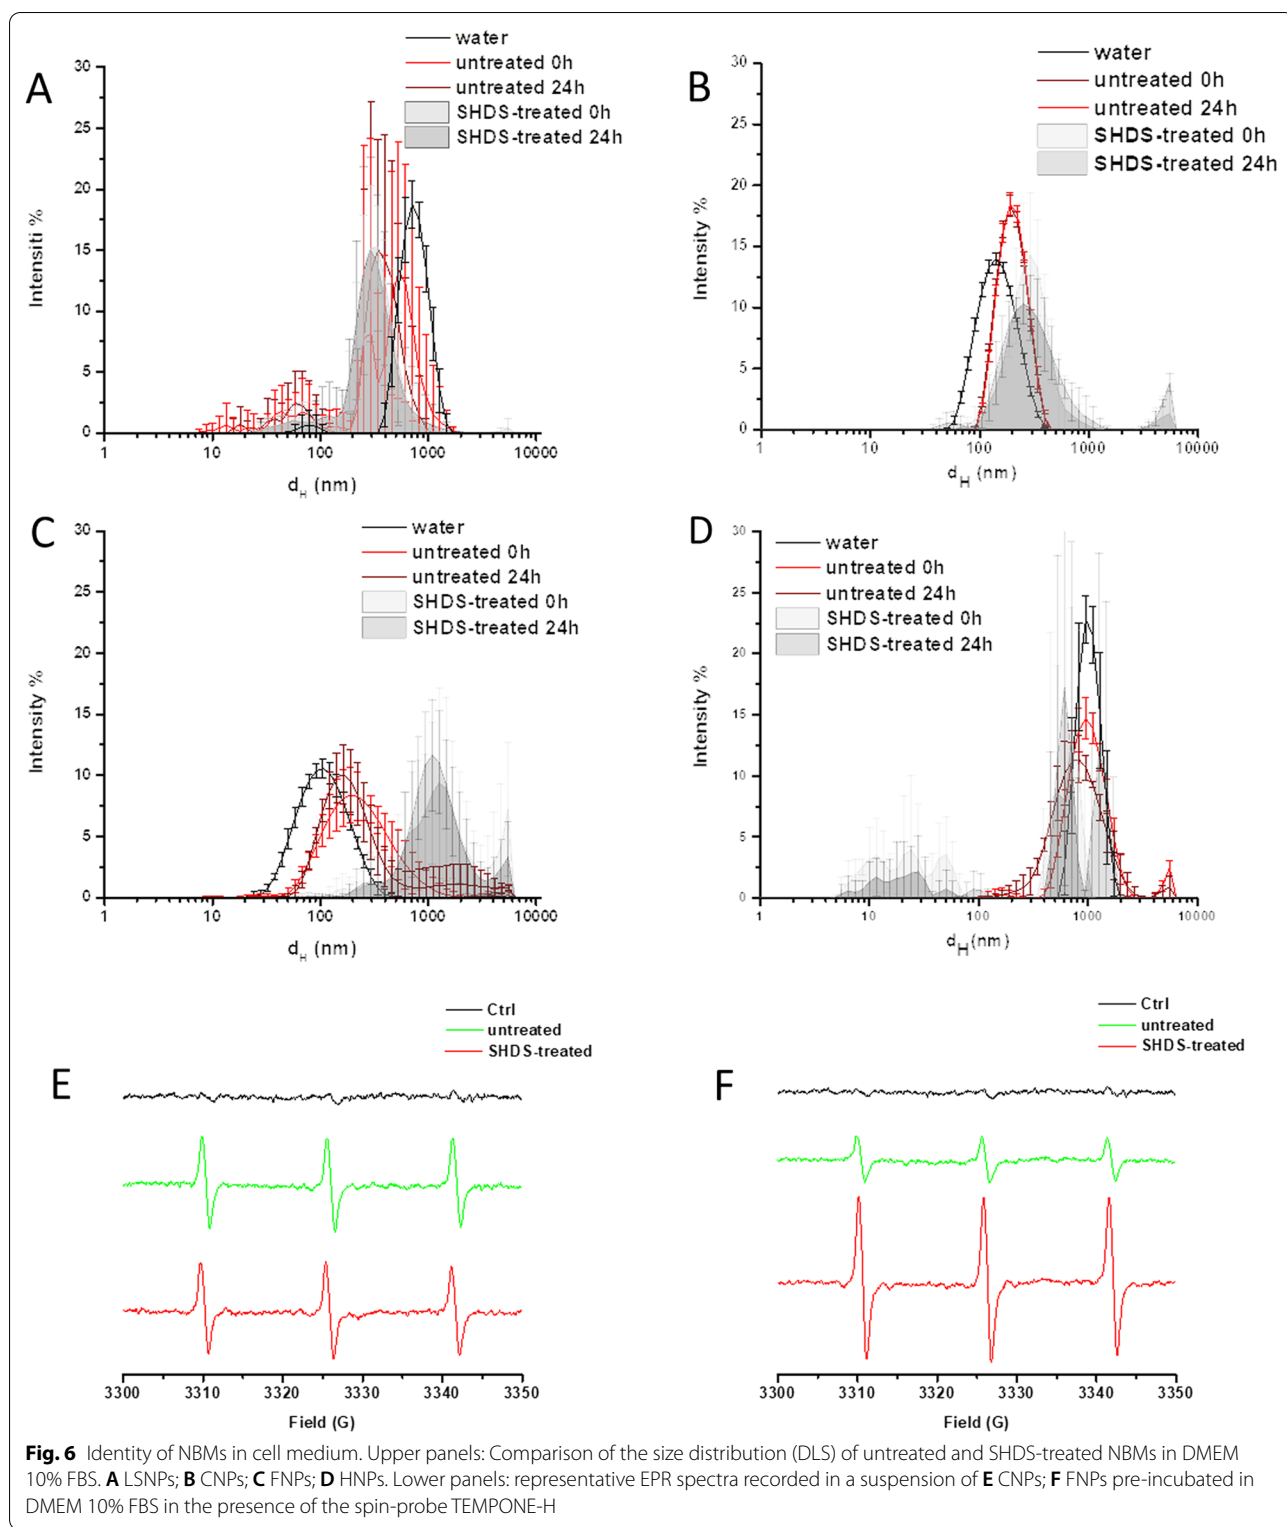 A
water
untreated 0h
untreated 24h
SHDS-treated 0h
SHDS-treated 24h
Intensiti %
30
25
20
15
10
5
0
1 10 100 1000 10000
d_H (nm)
B
water
untreated 0h
untreated 24h
SHDS-treated 0h
SHDS-treated 24h
Intensity %
30
25
20
15
10
5
0
1 10 100 1000 10000
d_H (nm)
C
water
untreated 0h
untreated 24h
SHDS-treated 0h
SHDS-treated 24h
Intensity %
30
25
20
15
10
5
0
1 10 100 1000 10000
d_H (nm)
D
water
untreated 0h
untreated 24h
SHDS-treated 0h
SHDS-treated 24h
Intensity %
30
25
20
15
10
5
0
1 10 100 1000 10000
d_H(nm)
E
Ctrl
untreated
SHDS-treated
3300 3310 3320 3330 3340 3350
Field (G)
F
Ctrl
untreated
SHDS-treated
3300 3310 3320 3330 3340 3350
Field (G)
Fig. 6 Identity of NBMs in cell medium. Upper panels: Comparison of the size distribution (DLS) of untreated and SHDS-treated NBMs in DMEM
10% FBS. A LSNPs; B CNPs; C FNPs; D HNPs. Lower panels: representative EPR spectra recorded in a suspension of E CNPs; F FNPs pre-incubated in
DMEM 10% FBS in the presence of the spin-probe TEMPONE-H